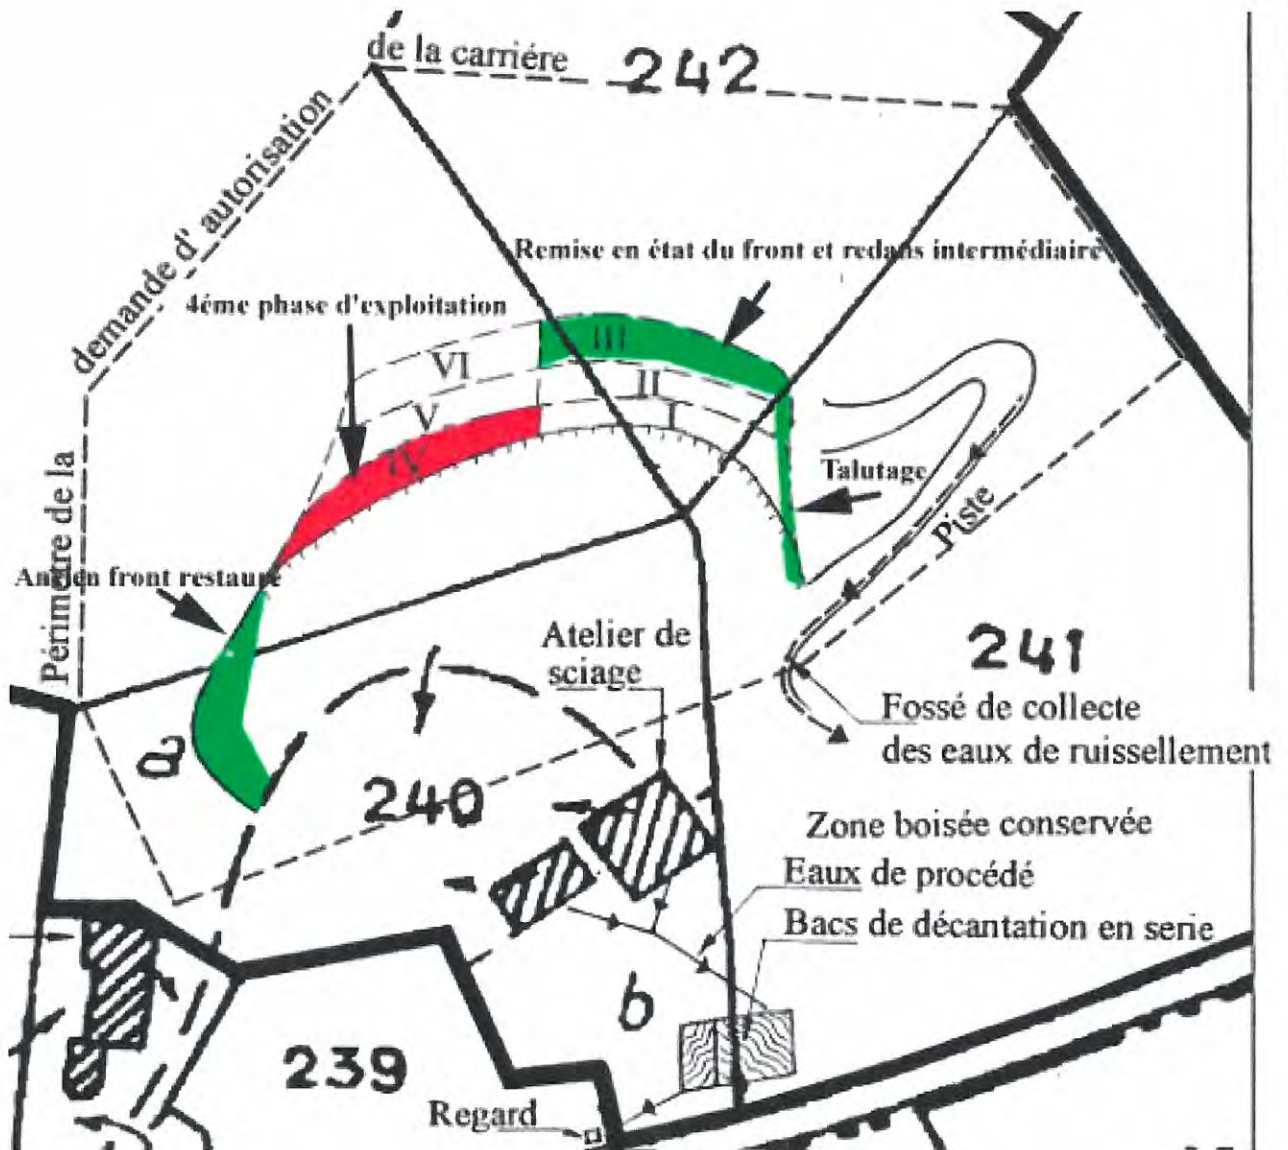 de la carriére
242
demande d' autorisation
Périmètre de la
Remise en état du front et redans intermédiaire
4éme phase d'exploitation
III
VI
II
V
I
IV
Talutage
Piste
Ancien front restauré
Atelier de
sciage
241
Fossé de collecte
des eaux de ruissellement
a
240
Zone boisée conservée
Eaux de procédé
Bacs de décantation en serie
b
239
Regard